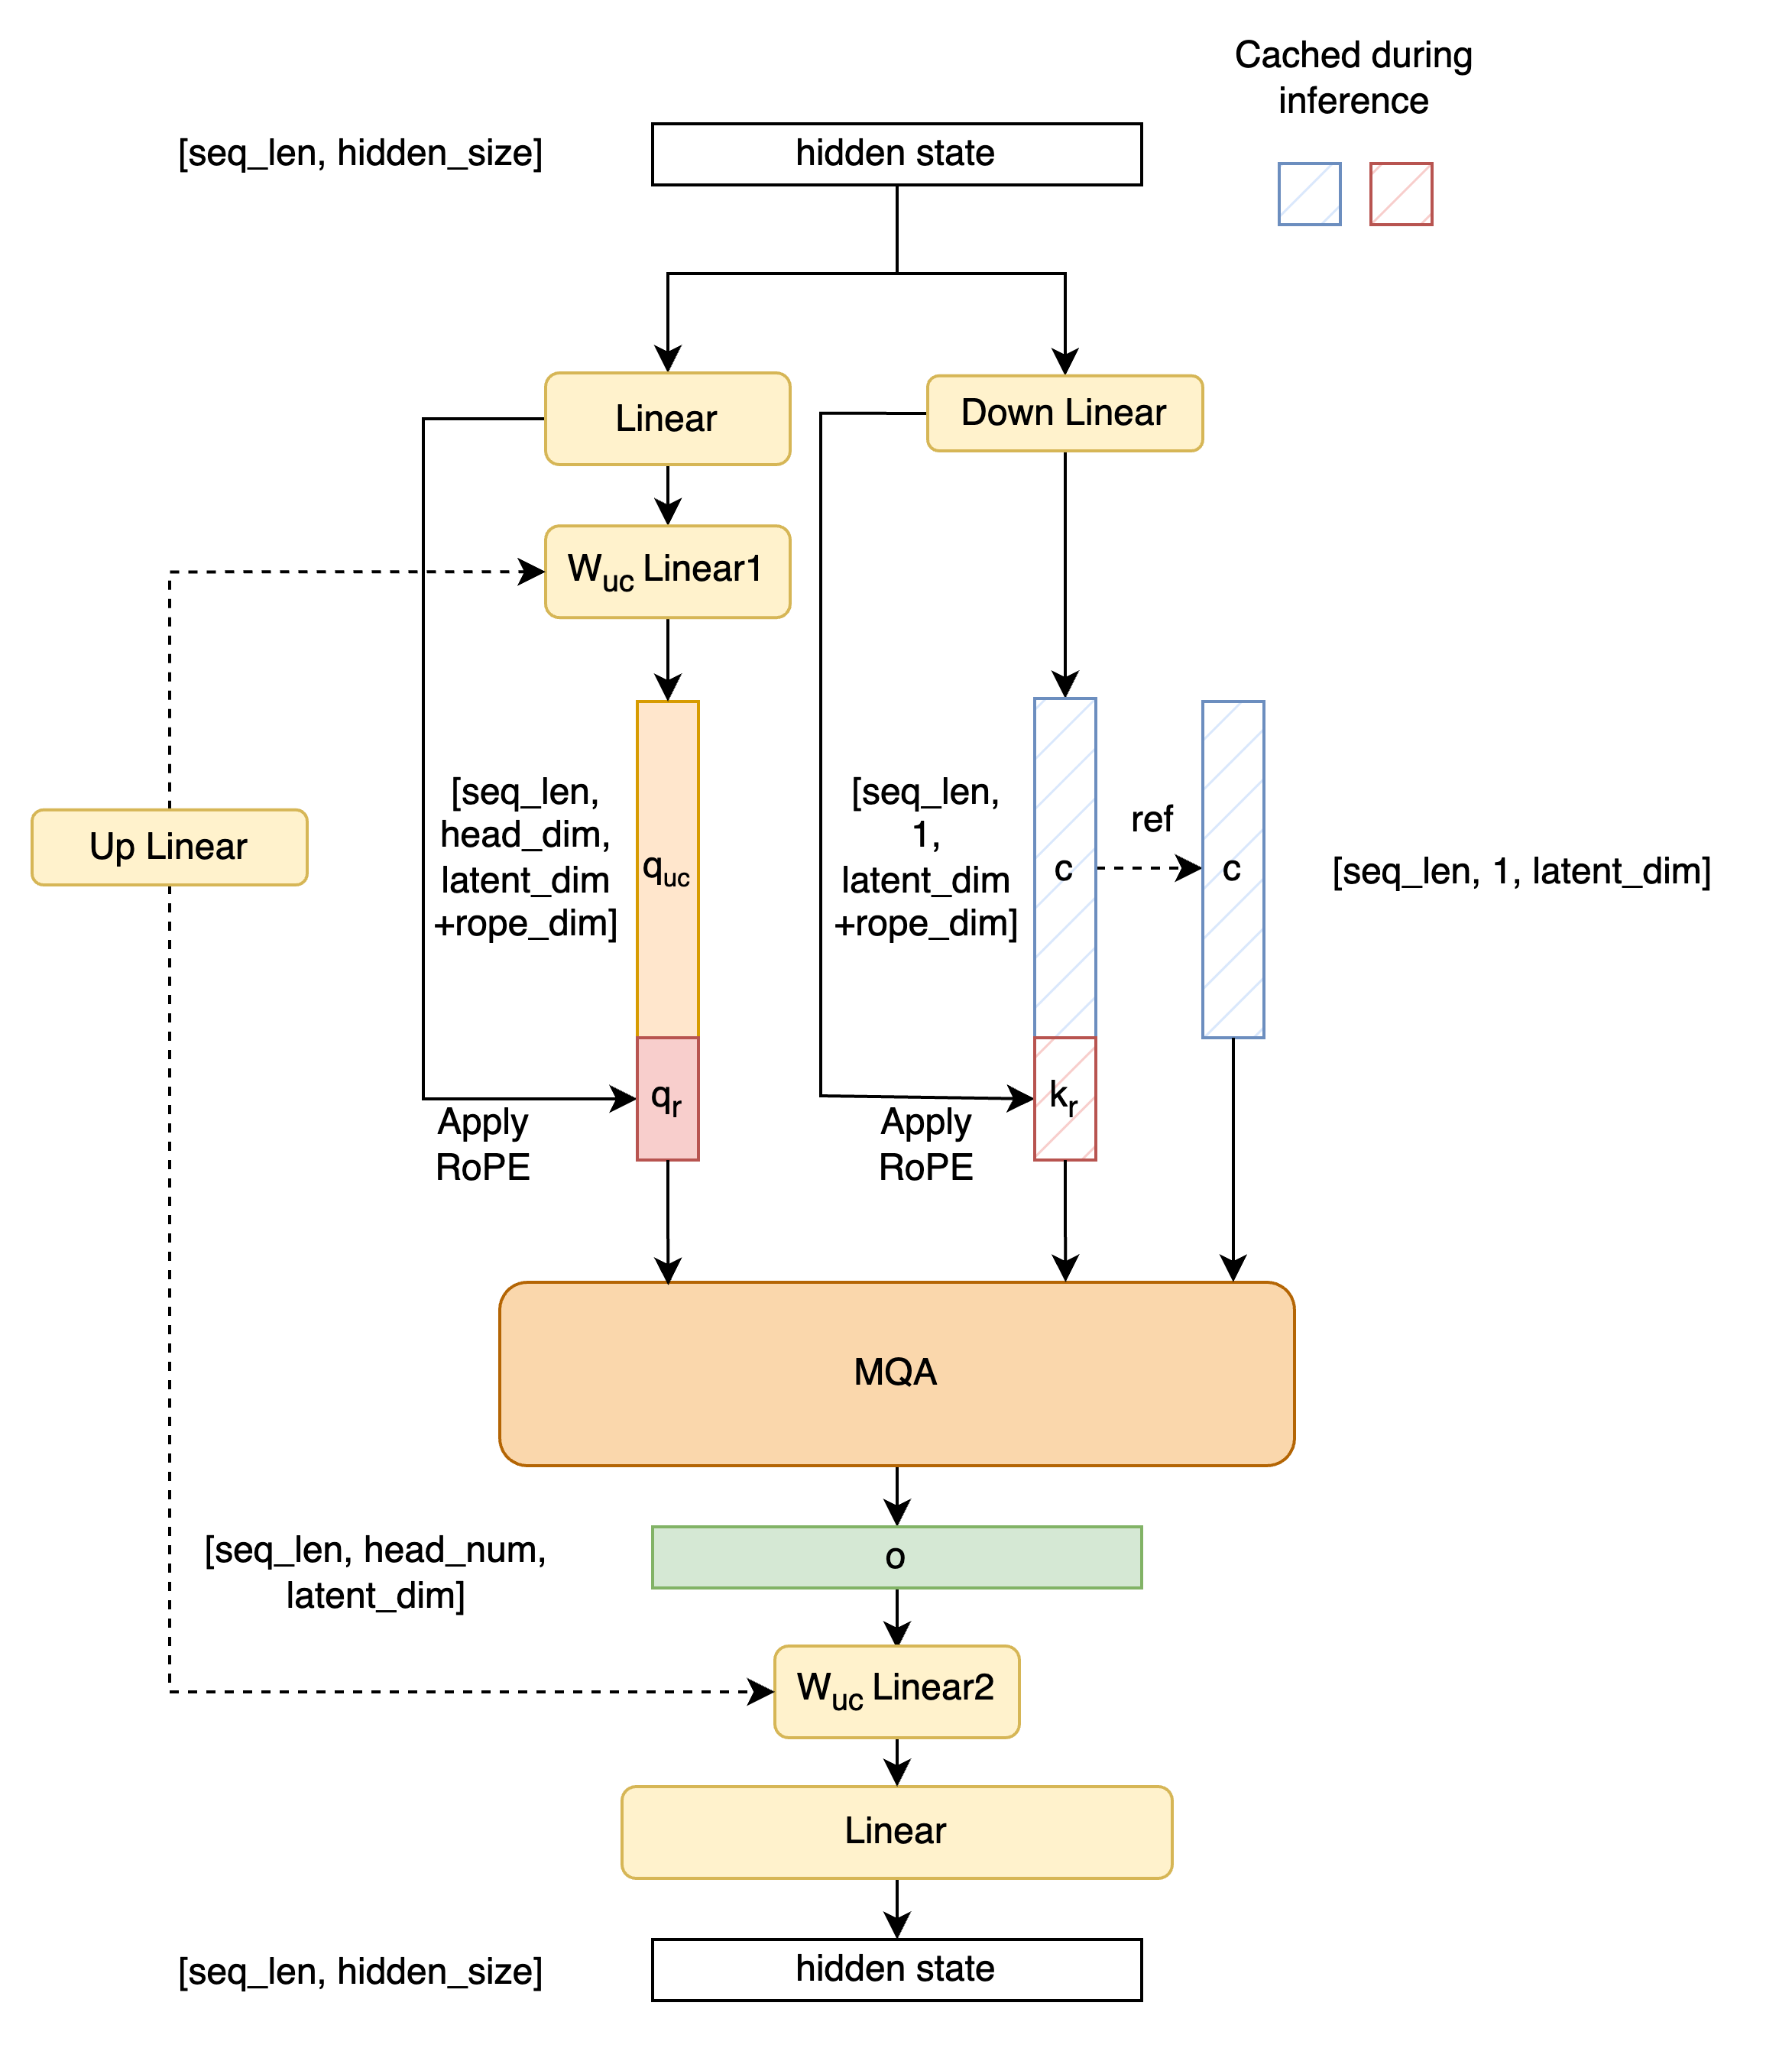 Cached during
inference
[seq_len, hidden_size]
hidden state
Linear
Down Linear
Wuc Linear1
Up Linear
[seq_len,
head_dim,
latent_dim
+rope_dim]
quc
qr
Apply
RoPE
[seq_len,
1,
latent_dim
+rope_dim]
c
kr
Apply
RoPE
ref
c
[seq_len, 1, latent_dim]
MQA
[seq_len, head_num,
latent_dim]
o
Wuc Linear2
Linear
[seq_len, hidden_size]
hidden state